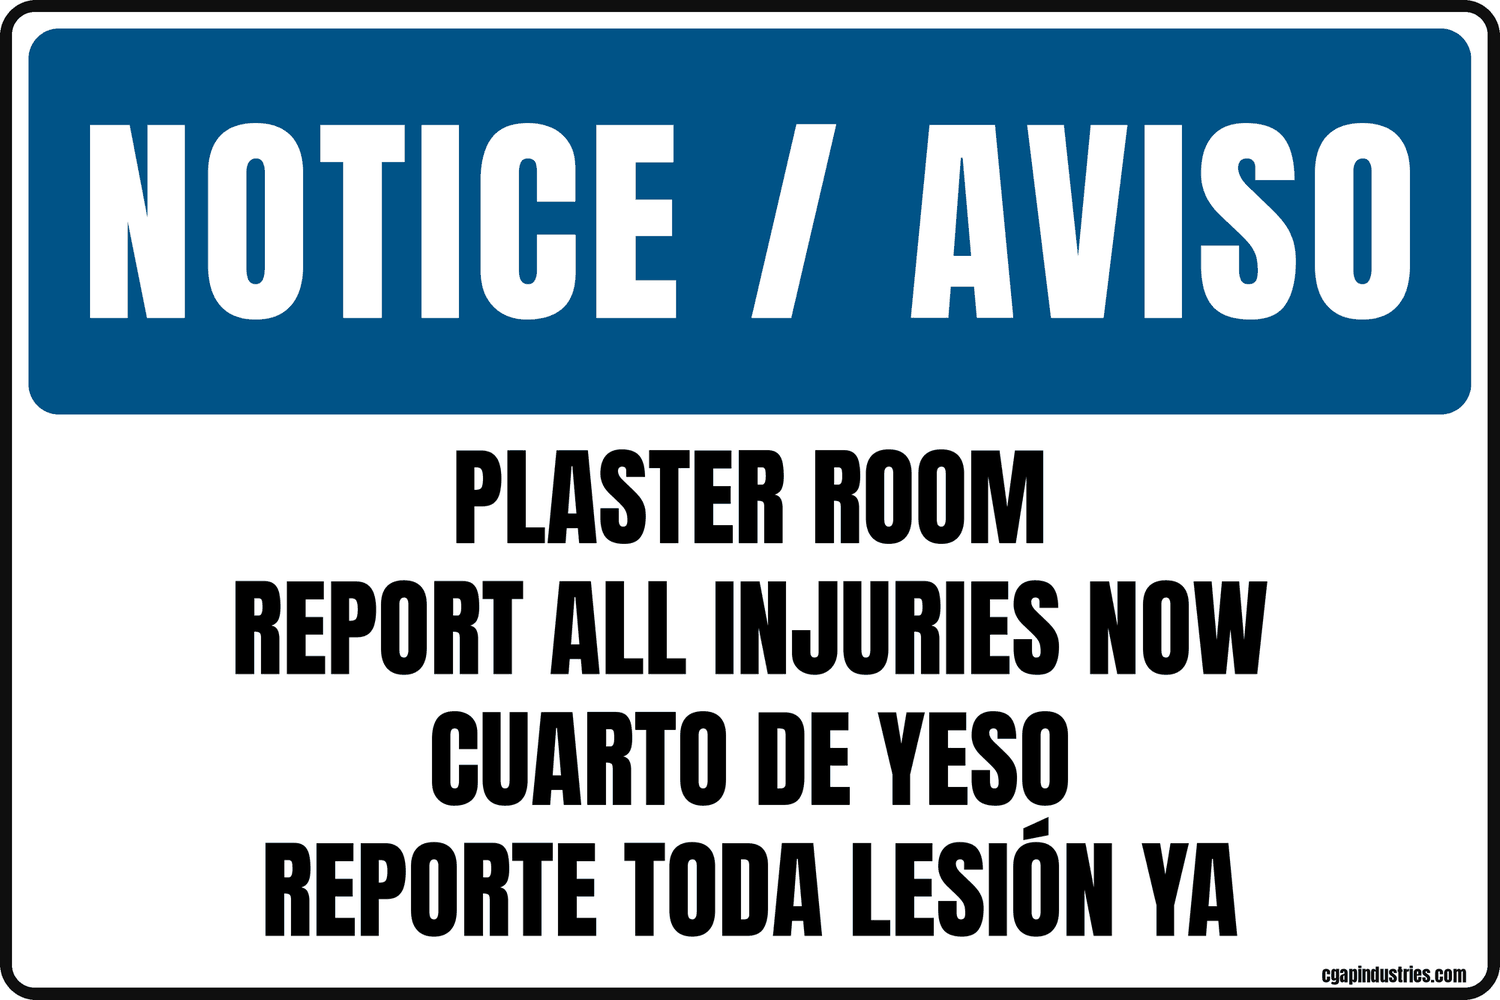 NOTICE / AVISO
PLASTER ROOM
REPORT ALL INJURIES NOW
CUARTO DE YESO
REPORTE TODA LESIÓN YA
cgapindustries.com